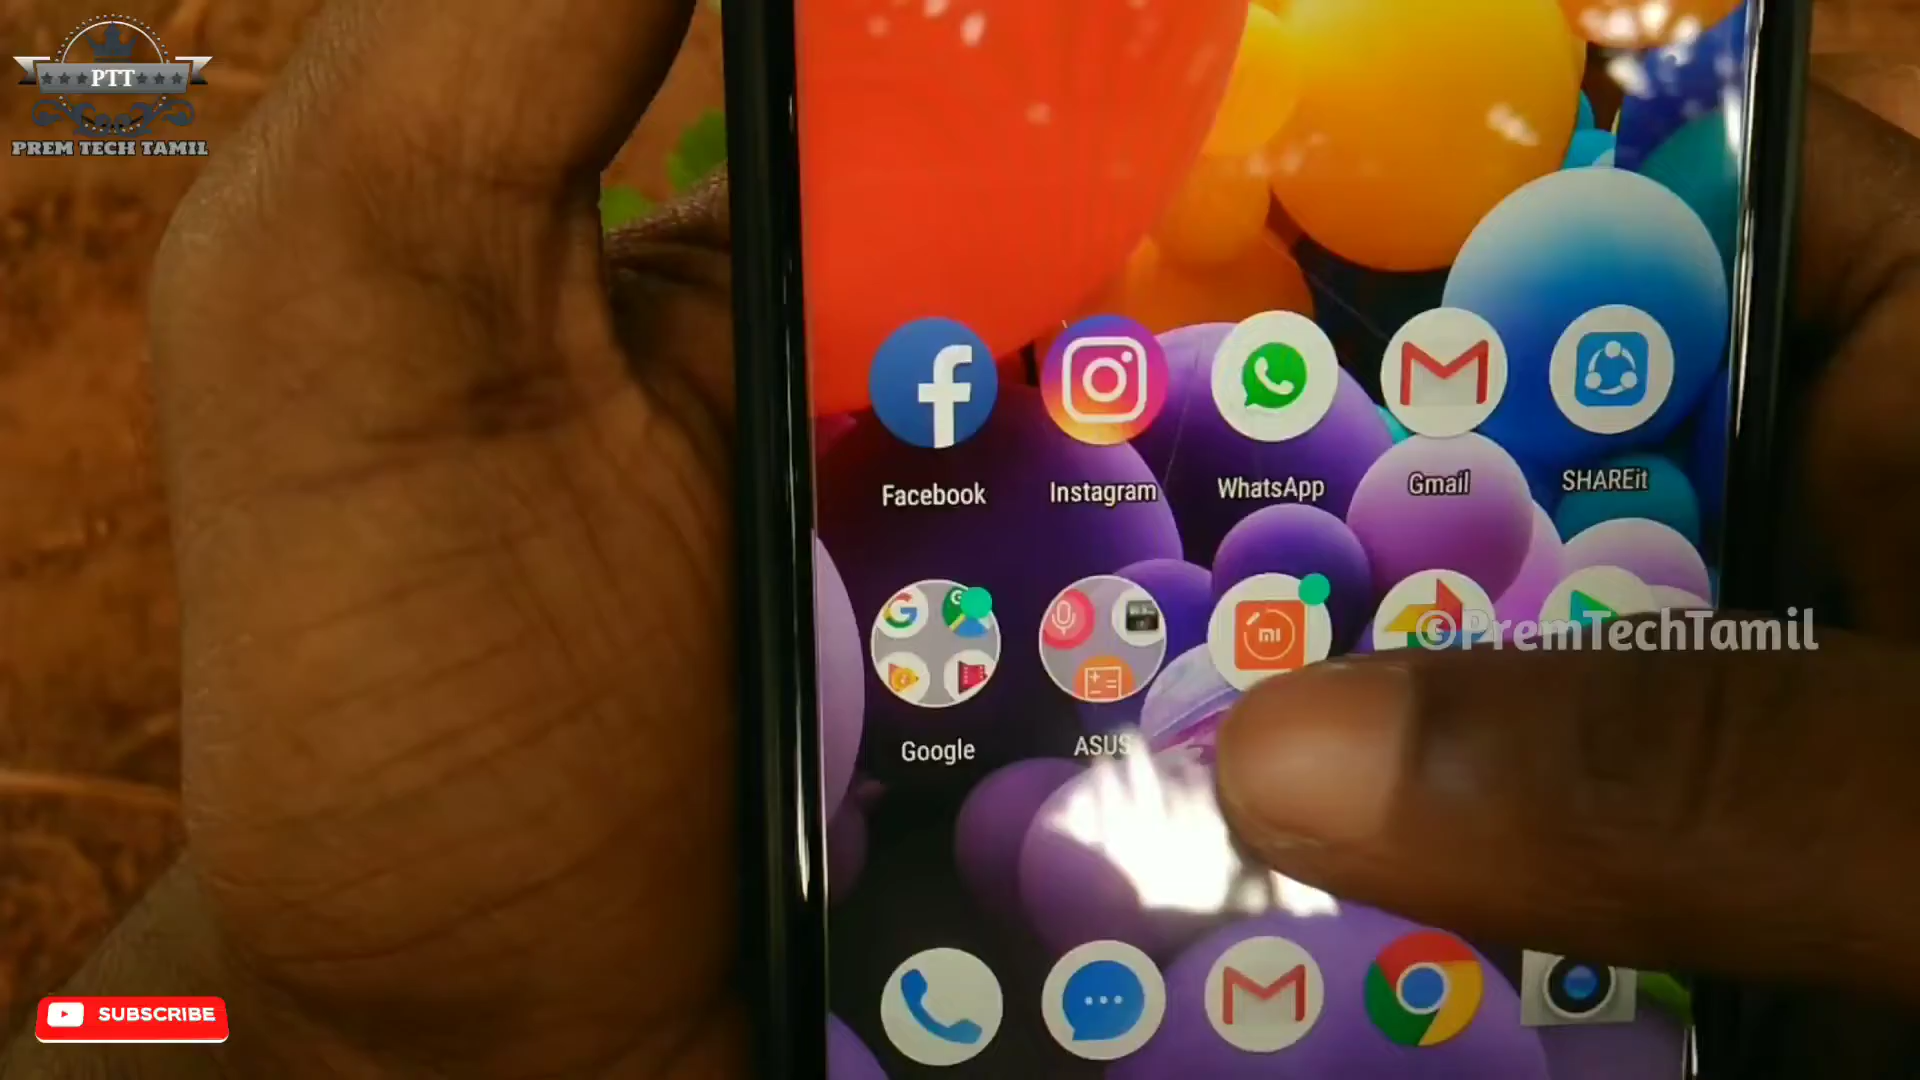 PTT
PREM TECH TAMIL
Facebook
Instagram
WhatsApp
Gmail
SHAREit
©PremTechTamil
Google
ASUS
SUBSCRIBE